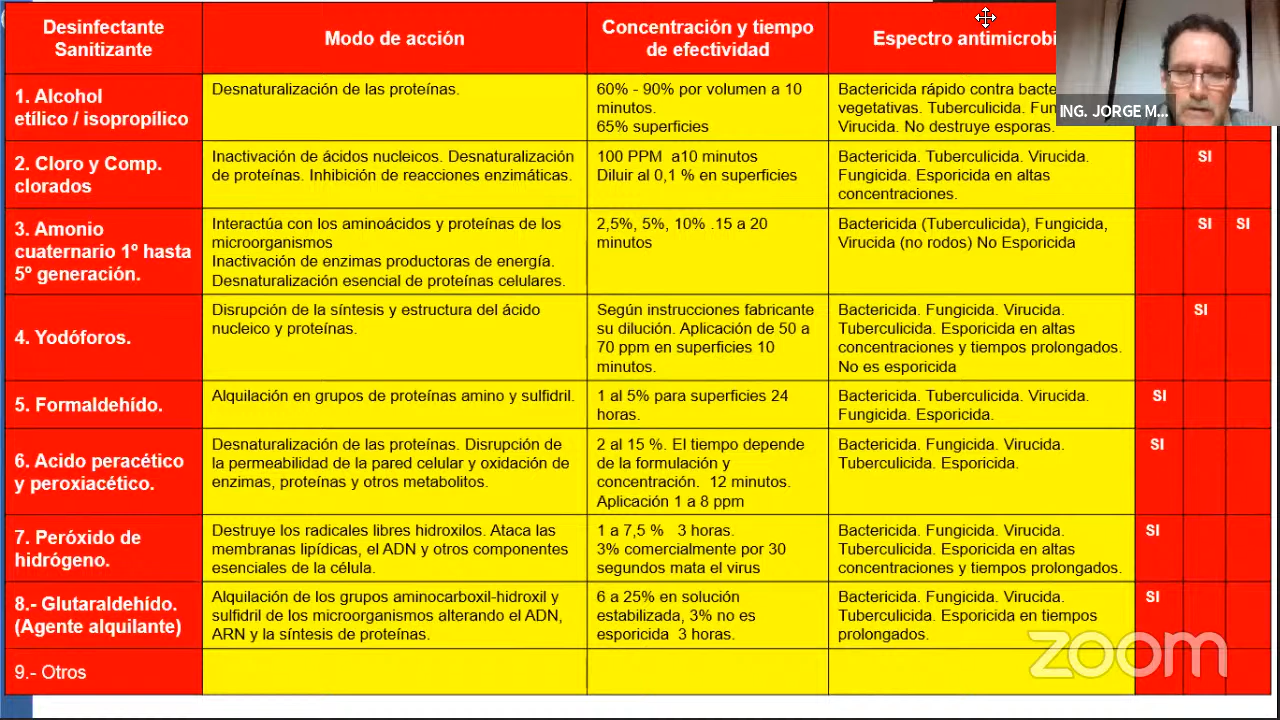 Desinfectante
Sanitizante
Modo de acción
Concentración y tiempo
de efectividad
Espectro antimicrobi
ING. JORGE M...
1. Alcohol
etílico / isopropílico
Desnaturalización de las proteínas.
60% - 90% por volumen a 10
minutos.
65% superficies
Bactericida rápido contra bacte
vegetativas. Tuberculicida. Fun
Virucida. No destruye esporas.
2. Cloro y Comp.
clorados
Inactivación de ácidos nucleicos. Desnaturalización
de proteínas. Inhibición de reacciones enzimáticas.
100 PPM a10 minutos
Diluir al 0,1 % en superficies
Bactericida. Tuberculicida. Virucida.
Fungicida. Esporicida en altas
concentraciones.
SI
3. Amonio
cuaternario 1º hasta
5º generación.
Interactúa con los aminoácidos y proteínas de los
microorganismos
Inactivación de enzimas productoras de energía.
Desnaturalización esencial de proteínas celulares.
2,5%, 5%, 10% .15 a 20
minutos
Bactericida (Tuberculicida), Fungicida,
Virucida (no rodos) No Esporicida
SI SI
4. Yodóforos.
Disrupción de la síntesis y estructura del ácido
nucleico y proteínas.
Según instrucciones fabricante
su dilución. Aplicación de 50 a
70 ppm en superficies 10
minutos.
Bactericida. Fungicida. Virucida.
Tuberculicida. Esporicida en altas
concentraciones y tiempos prolongados.
No es esporicida
SI
5. Formaldehído.
Alquilación en grupos de proteínas amino y sulfidril.
1 al 5% para superficies 24
horas.
Bactericida. Tuberculicida. Virucida.
Fungicida. Esporicida.
SI
6. Acido peracético
y peroxiacético.
Desnaturalización de las proteínas. Disrupción de
la permeabilidad de la pared celular y oxidación de
enzimas, proteínas y otros metabolitos.
2 al 15 %. El tiempo depende
de la formulación y
concentración. 12 minutos.
Aplicación 1 a 8 ppm
Bactericida. Fungicida. Virucida.
Tuberculicida. Esporicida.
SI
7. Peróxido de
hidrógeno.
Destruye los radicales libres hidroxilos. Ataca las
membranas lipídicas, el ADN y otros componentes
esenciales de la célula.
1 a 7,5 % 3 horas.
3% comercialmente por 30
segundos mata el virus
Bactericida. Fungicida. Virucida.
Tuberculicida. Esporicida en altas
concentraciones y tiempos prolongados.
SI
8.- Glutaraldehído.
(Agente alquilante)
Alquilación de los grupos aminocarboxil-hidroxil y
sulfidril de los microorganismos alterando el ADN,
ARN y la síntesis de proteínas.
6 a 25% en solución
estabilizada, 3% no es
esporicida 3 horas.
Bactericida. Fungicida. Virucida.
Tuberculicida. Esporicida en tiempos
prolongados.
SI
9.- Otros
zoom